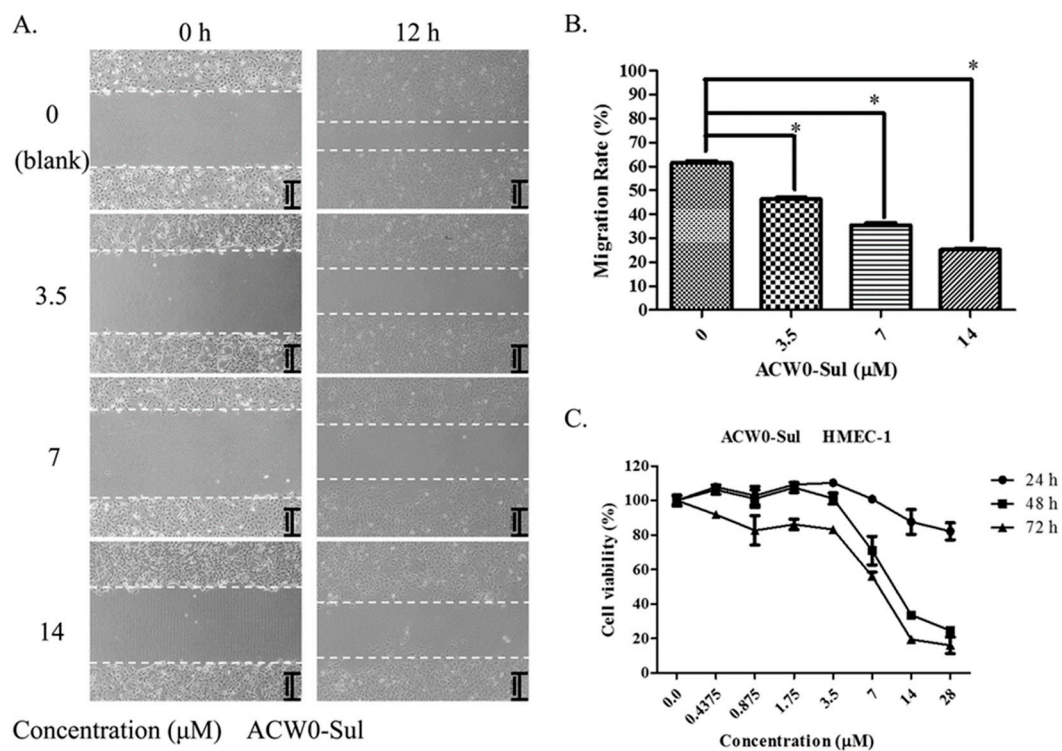 A.
0 h
12 h
0
(blank)
3.5
7
14
Concentration (μM) ACW0-Sul
B.
Migration Rate (%)
100
90
80
70
60
50
40
30
20
10
0
*
*
*
0
3.5
7
14
ACW0-Sul (μM)
C.
ACW0-Sul HMEC-1
Cell viability (%)
120
100
80
60
40
20
0
24 h
48 h
72 h
0.0
0.4375
0.875
1.75
3.5
7
14
28
Concentration (μM)